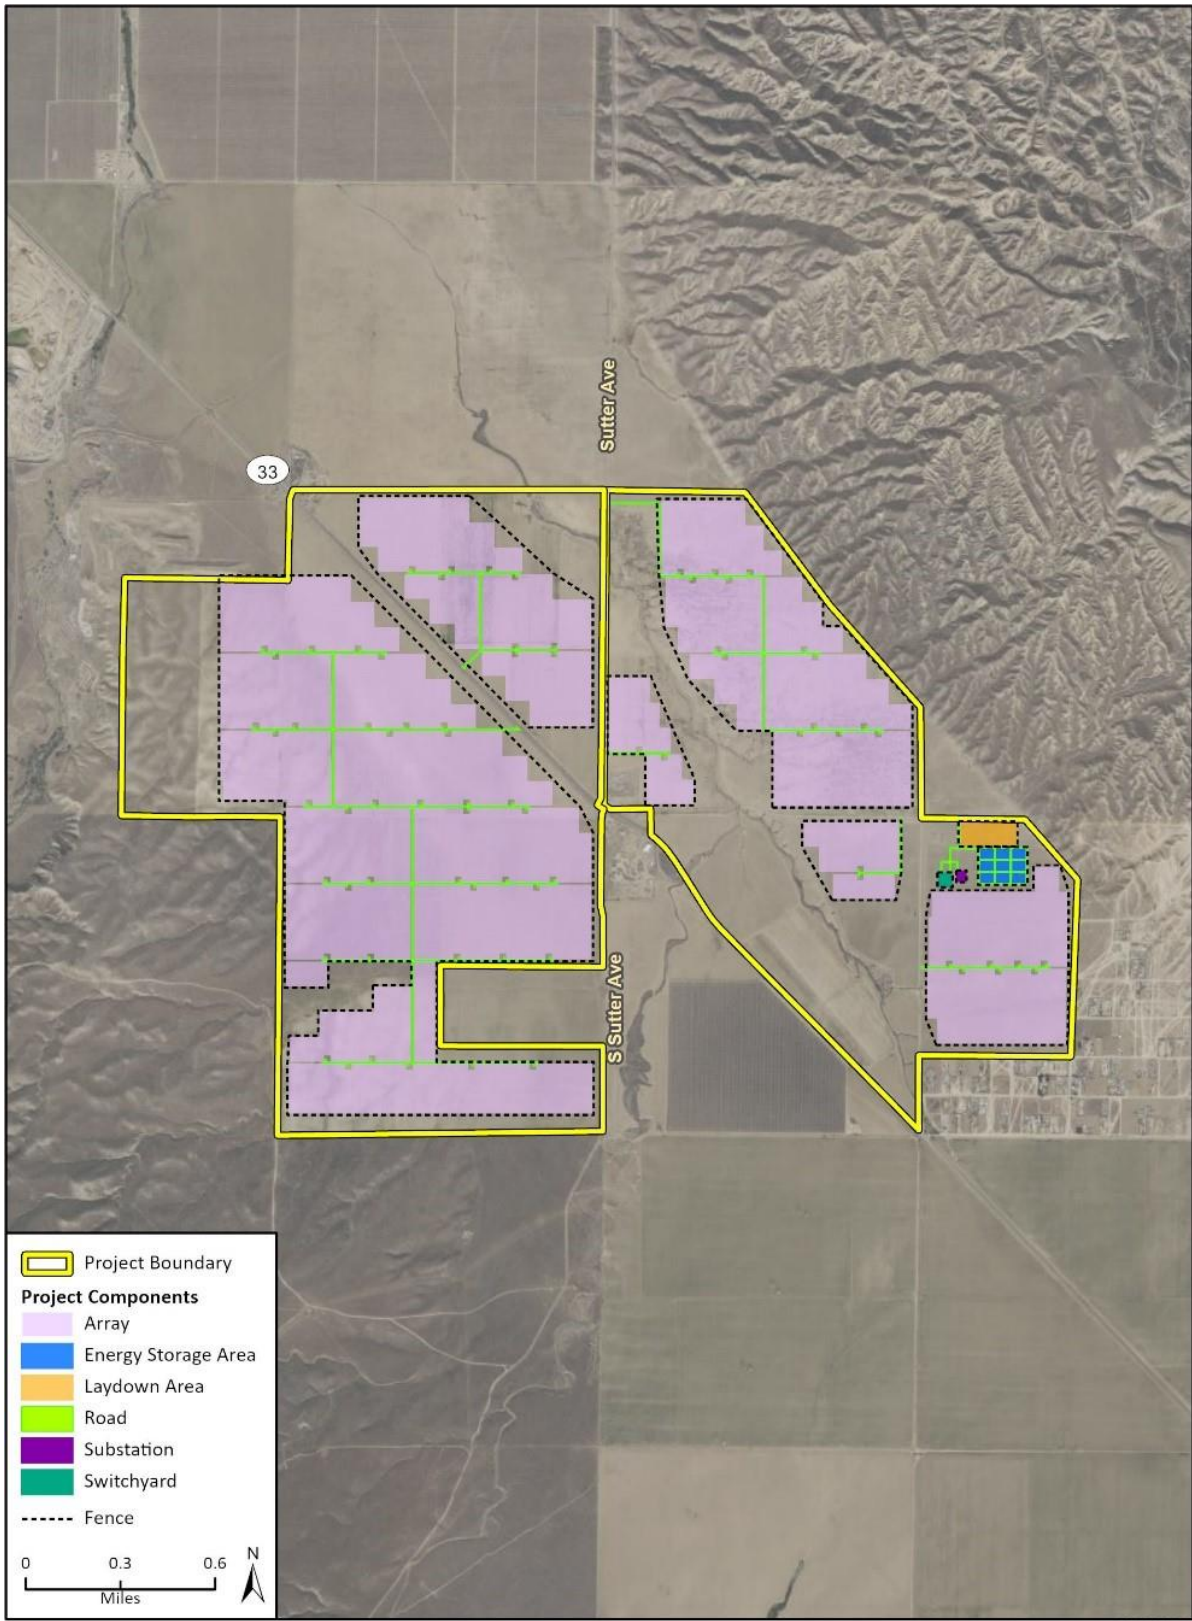 Sutter Ave
33
S Sutter Ave
Project Boundary
Project Components
Array
Energy Storage Area
Laydown Area
Road
Substation
Switchyard
Fence
0 0.3 0.6 N
Miles